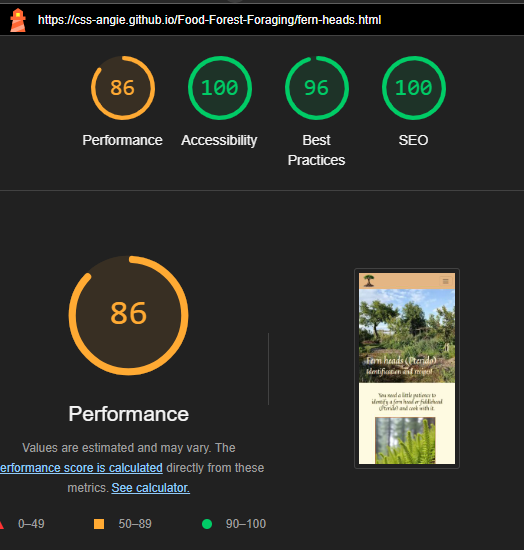 https://css-angie.github.io/Food-Forest-Foraging/fern-heads.html
86
100
96
100
Performance
Accessibility
Best
Practices
SEO
86
Performance
Values are estimated and may vary. The
erformance score is calculated directly from these
metrics. See calculator.
0–49
50–89
90–100
Fern heads (Pterido)
Identification and recipes!
You need a little patience to
identify a fern head or fiddlehead
(Pterido) and cook with it.